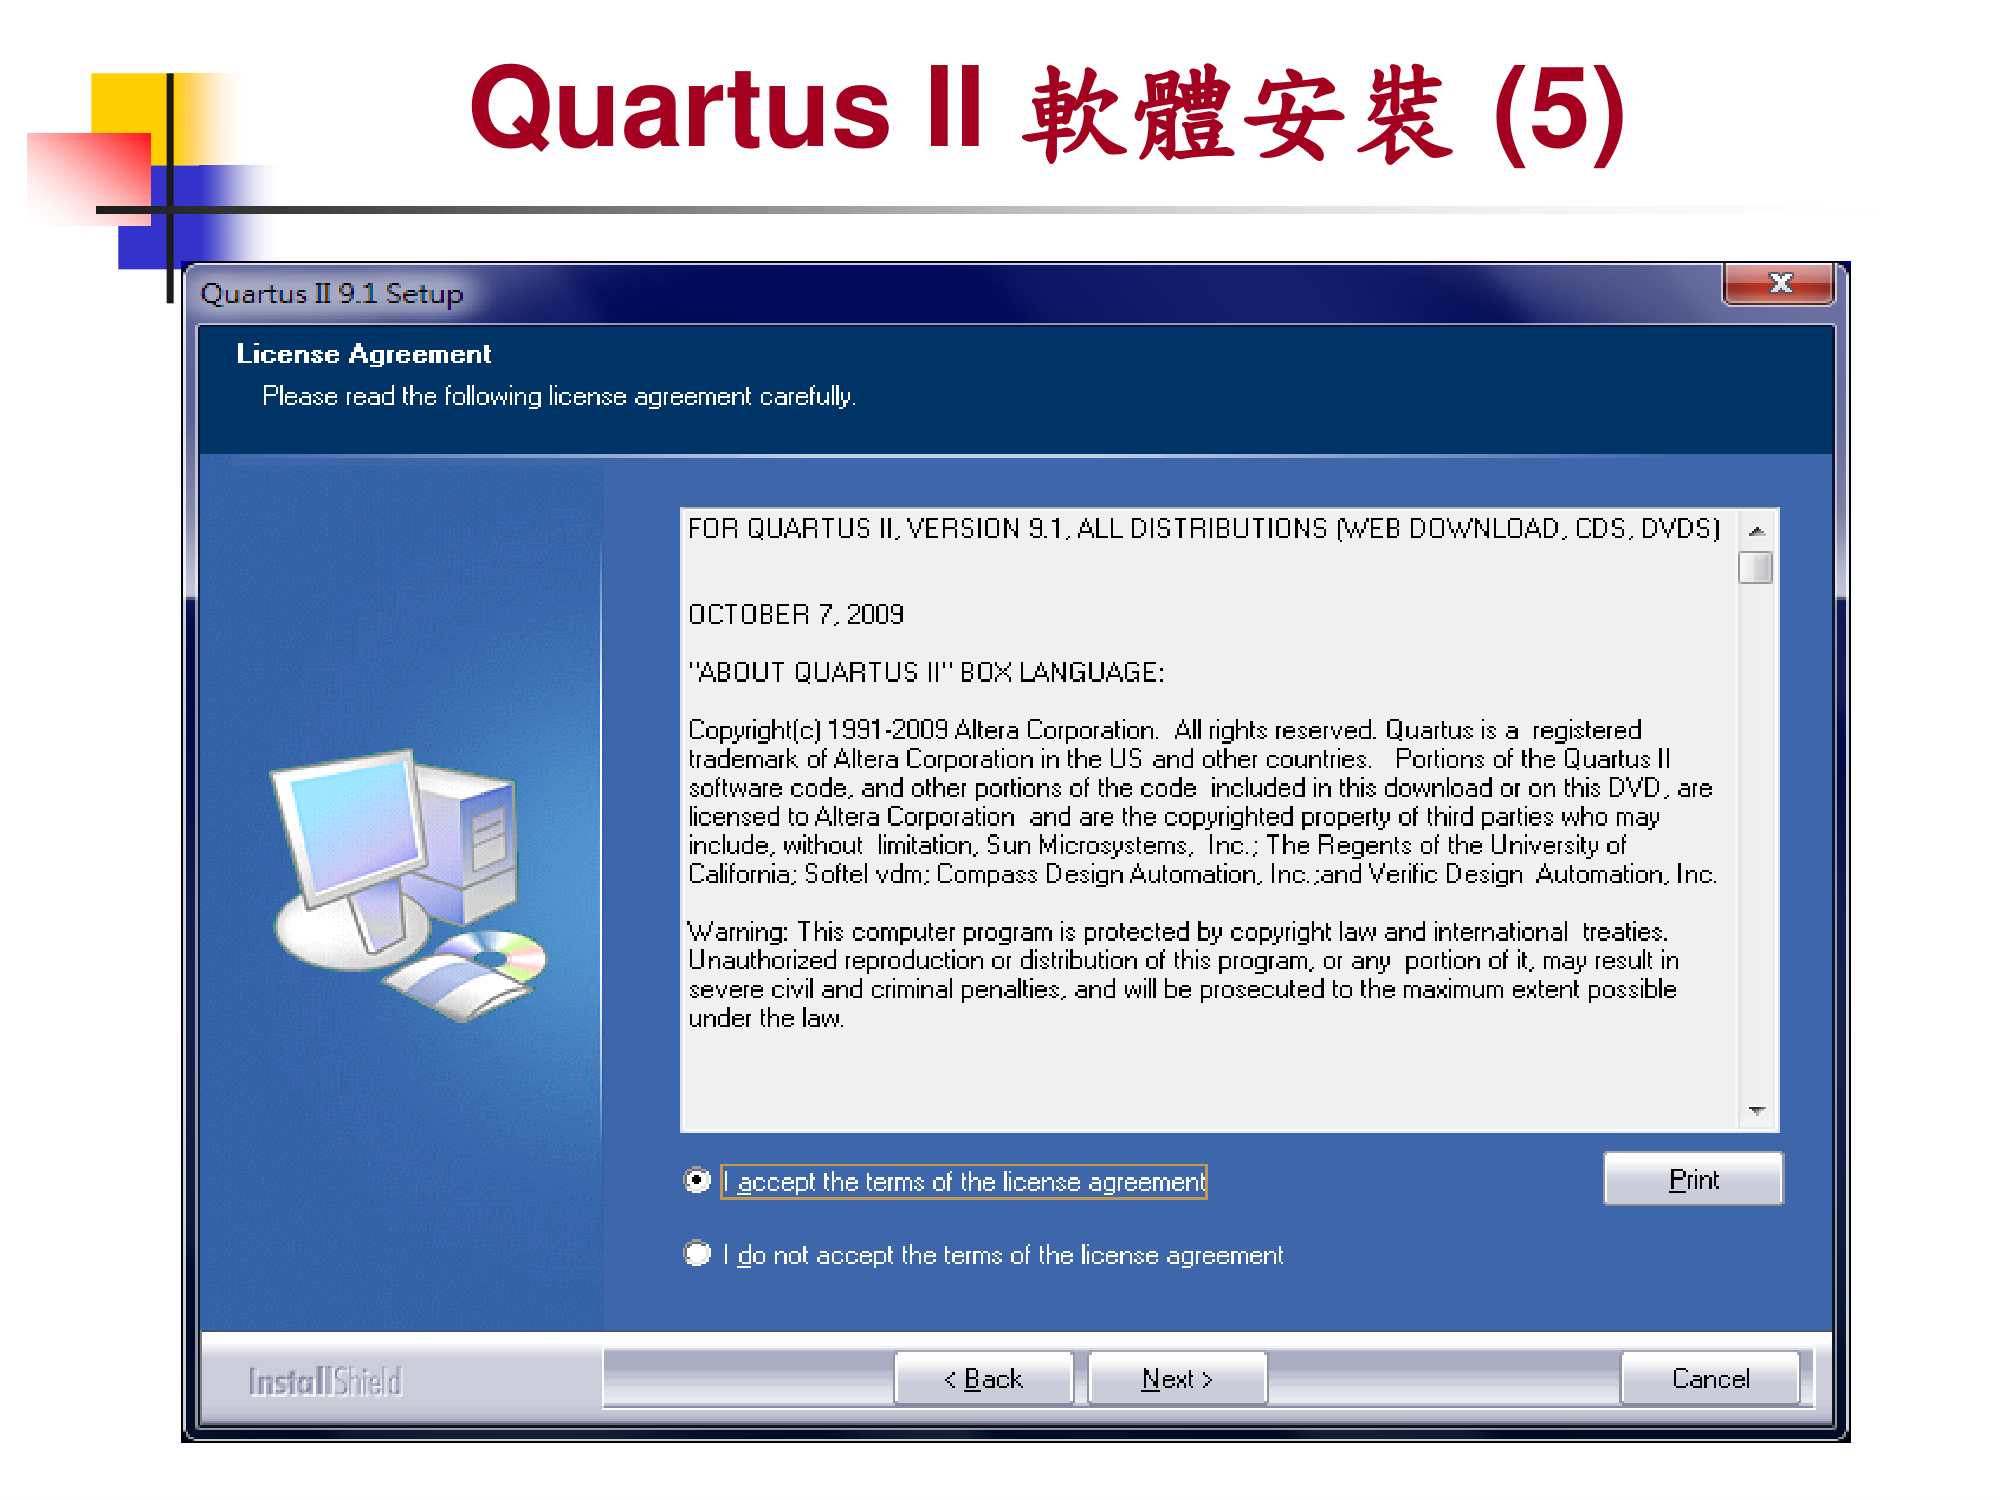 Quartus II 軟體安裝 (5)
Quartus II 9.1 Setup
License Agreement
Please read the following license agreement carefully.
FOR QUARTUS II, VERSION 9.1, ALL DISTRIBUTIONS (WEB DOWNLOAD, CDS, DVDS)
OCTOBER 7, 2009
"ABOUT QUARTUS II" BOX LANGUAGE:
Copyright(c) 1991-2009 Altera Corporation.  All rights reserved. Quartus is a  registered
trademark of Altera Corporation in the US and other countries.   Portions of the Quartus II
software code, and other portions of the code  included in this download or on this DVD, are
licensed to Altera Corporation  and are the copyrighted property of third parties who may
include, without  limitation, Sun Microsystems,  Inc.; The Regents of the University of
California; Softel vdm; Compass Design Automation, Inc.;and Verific Design  Automation, Inc.
Warning: This computer program is protected by copyright law and international  treaties.
Unauthorized reproduction or distribution of this program, or any  portion of it, may result in
severe civil and criminal penalties, and will be prosecuted to the maximum extent possible
under the law.
I accept the terms of the license agreement
Print
I do not accept the terms of the license agreement
InstallShield
< Back
Next >
Cancel